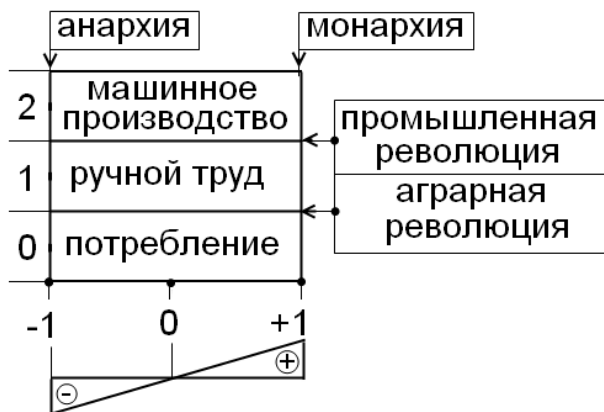 анархия
монархия
2
машинное
производство
промышленная
революция
1
ручной труд
аграрная
революция
0
потребление
-1
0
+1
+
-